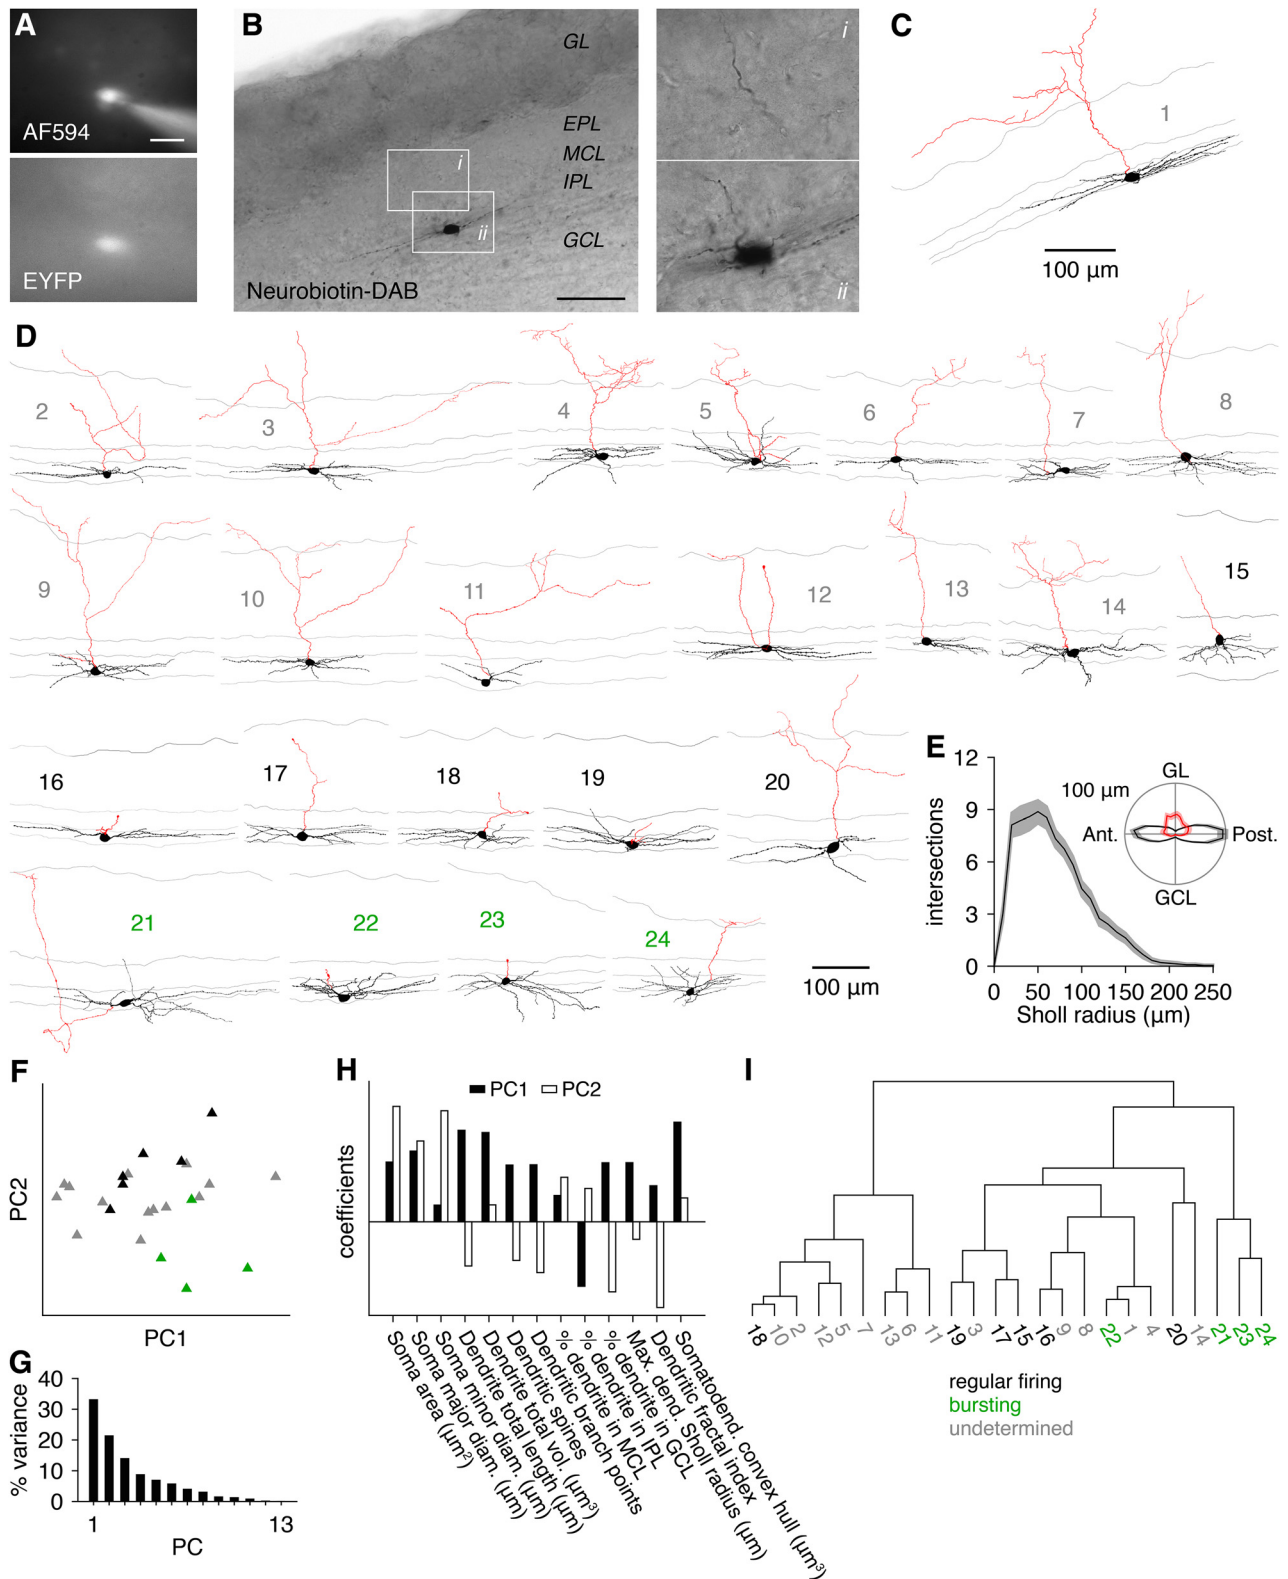 A
AF594
EYFP
B
GL
EPL
MCL
IPL
GCL
i
ii
Neurobiotin-DAB
i
ii
C
1
100 µm
D
2
3
4
5
6
7
8
9
10
11
12
13
14
15
16
17
18
19
20
21
22
23
24
100 µm
E
12
9
6
3
0
intersections
0 50 100 150 200 250
Sholl radius (µm)
100 µm
GL
Ant.
Post.
GCL
F
PC2
PC1
G
% variance
40
30
20
10
0
1 13
PC
H
PC1 PC2
coefficients
Soma area (µm²)
Soma major diam. (µm)
Soma minor diam. (µm)
Dendrite total length (µm)
Dendrite total vol. (µm³)
Dendritic spines
Dendritic branch points
% dendrite in MCL
% dendrite in IPL
% dendrite in GCL
Max. dend. Sholl radius (µm)
Dendritic fractal index
Somatodend. convex hull (µm³)
I
18 10 2 12 5 7 13 6 11 19 3 17 15 16 9 8 22 1 4 20 14 21 23 24
regular firing
bursting
undetermined